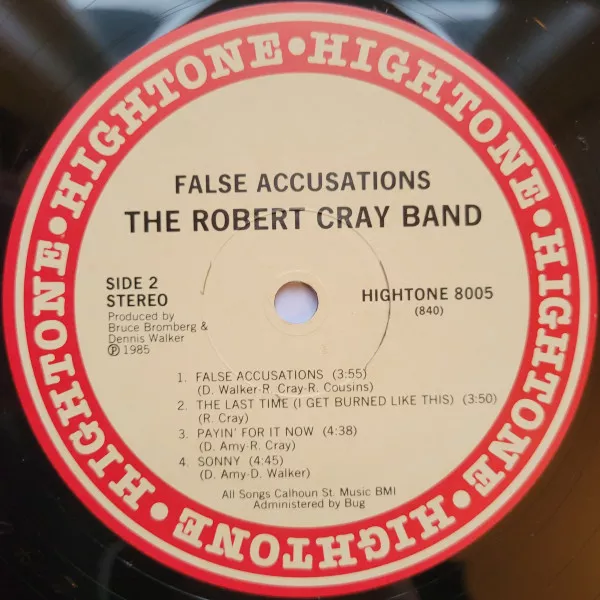 HIGHTONE • HIGHTONE • HIGHTONE • HIGHTONE • HIGHTONE • HIGHTONE • HIGHTONE •
FALSE ACCUSATIONS
THE ROBERT CRAY BAND
SIDE 2
STEREO
Produced by
Bruce Bromberg &
Dennis Walker
℗ 1985
HIGHTONE 8005
(840)
1. FALSE ACCUSATIONS (3:55)
(D. Walker-R. Cray-R. Cousins)
2. THE LAST TIME (I GET BURNED LIKE THIS) (3:50)
(R. Cray)
3. PAYIN' FOR IT NOW (4:38)
(D. Amy-R. Cray)
4. SONNY (4:45)
(D. Amy-D. Walker)
All Songs Calhoun St. Music BMI
Administered by Bug